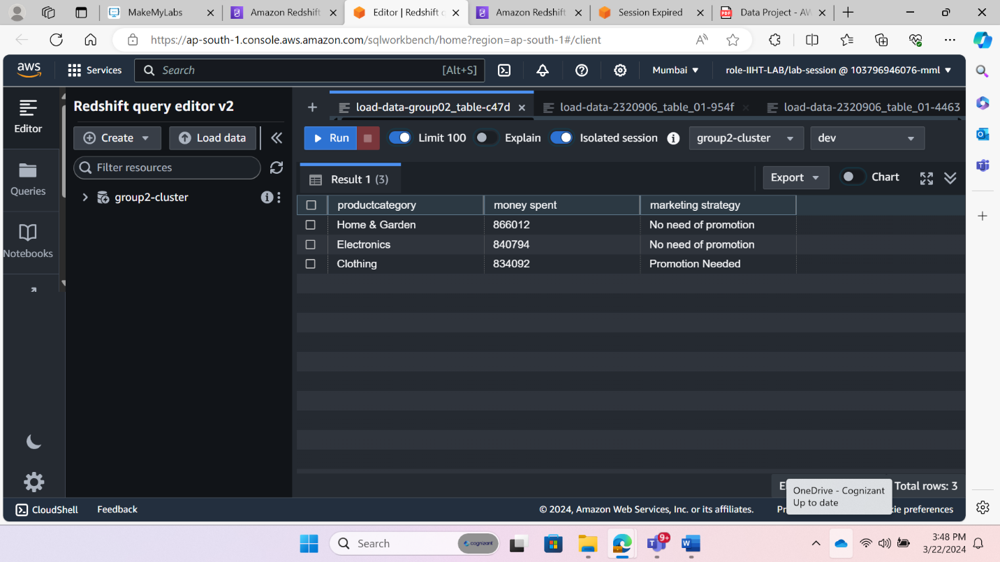 MakeMyLabs
Amazon Redshift
Editor | Redshift
Amazon Redshift
Session Expired
PDF
Data Project - AW
https://ap-south-1.console.aws.amazon.com/sqlworkbench/home?region=ap-south-1#/client
aws
Services
Search
[Alt+S]
Mumbai
role-IIHT-LAB/lab-session @ 103796946076-mml
Editor
Queries
Notebooks
Redshift query editor v2
Create
Load data
Filter resources
group2-cluster
load-data-group02_table-c47d
load-data-2320906_table_01-954f
load-data-2320906_table_01-4463
Run
Limit 100
Explain
Isolated session
group2-cluster
dev
Result 1 (3)
Export
Chart
productcategory money spent marketing strategy
Home & Garden 866012 No need of promotion
Electronics 840794 No need of promotion
Clothing 834092 Promotion Needed
Total rows: 3
OneDrive - Cognizant
Up to date
CloudShell
Feedback
© 2024, Amazon Web Services, Inc. or its affiliates.
preferences
Search
cognizant
9+
3:48 PM
3/22/2024